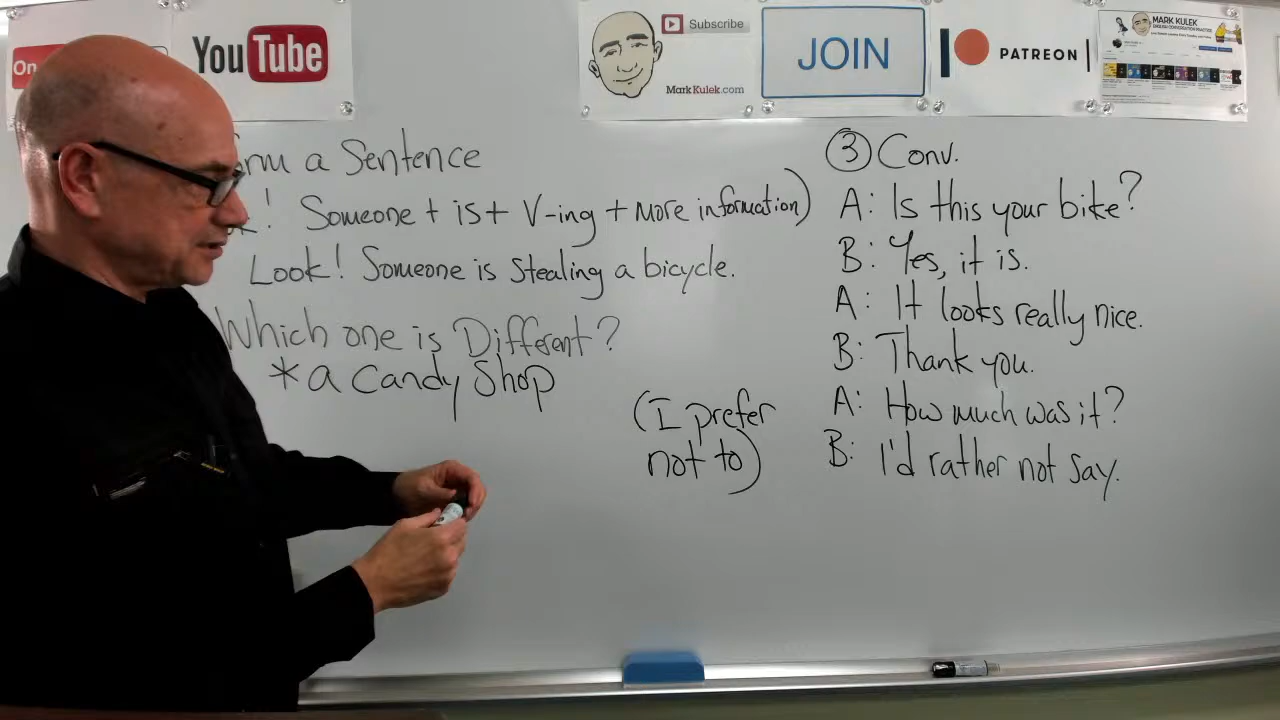 On
YouTube
Subscribe
MarkKulek.com
JOIN
PATREON
MARK KULEK
a Sentence
! Someone + is + V-ing + More information)
Look! Someone is Stealing a bicycle.
Which one is Different?
* a Candy Shop
(I prefer
not to)
③ Conv.
A: Is this your bike?
B: Yes, it is.
A: It looks really nice.
B: Thank you.
A: How much was it?
B: I'd rather not say.